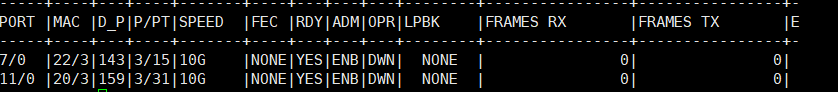 -----+----+---+----+-------+----+---+---+---+---------+----------------+----------------+-
PORT |MAC |D_P|P/PT|SPEED  |FEC |RDY|ADM|OPR|LPBK     |FRAMES RX       |FRAMES TX       |E
-----+----+---+----+-------+----+---+---+---+---------+----------------+----------------+-
7/0  |22/3|143|3/15|10G    |NONE|YES|ENB|DWN|  NONE   |               0|               0|
11/0 |20/3|159|3/31|10G    |NONE|YES|ENB|DWN|  NONE   |               0|               0|